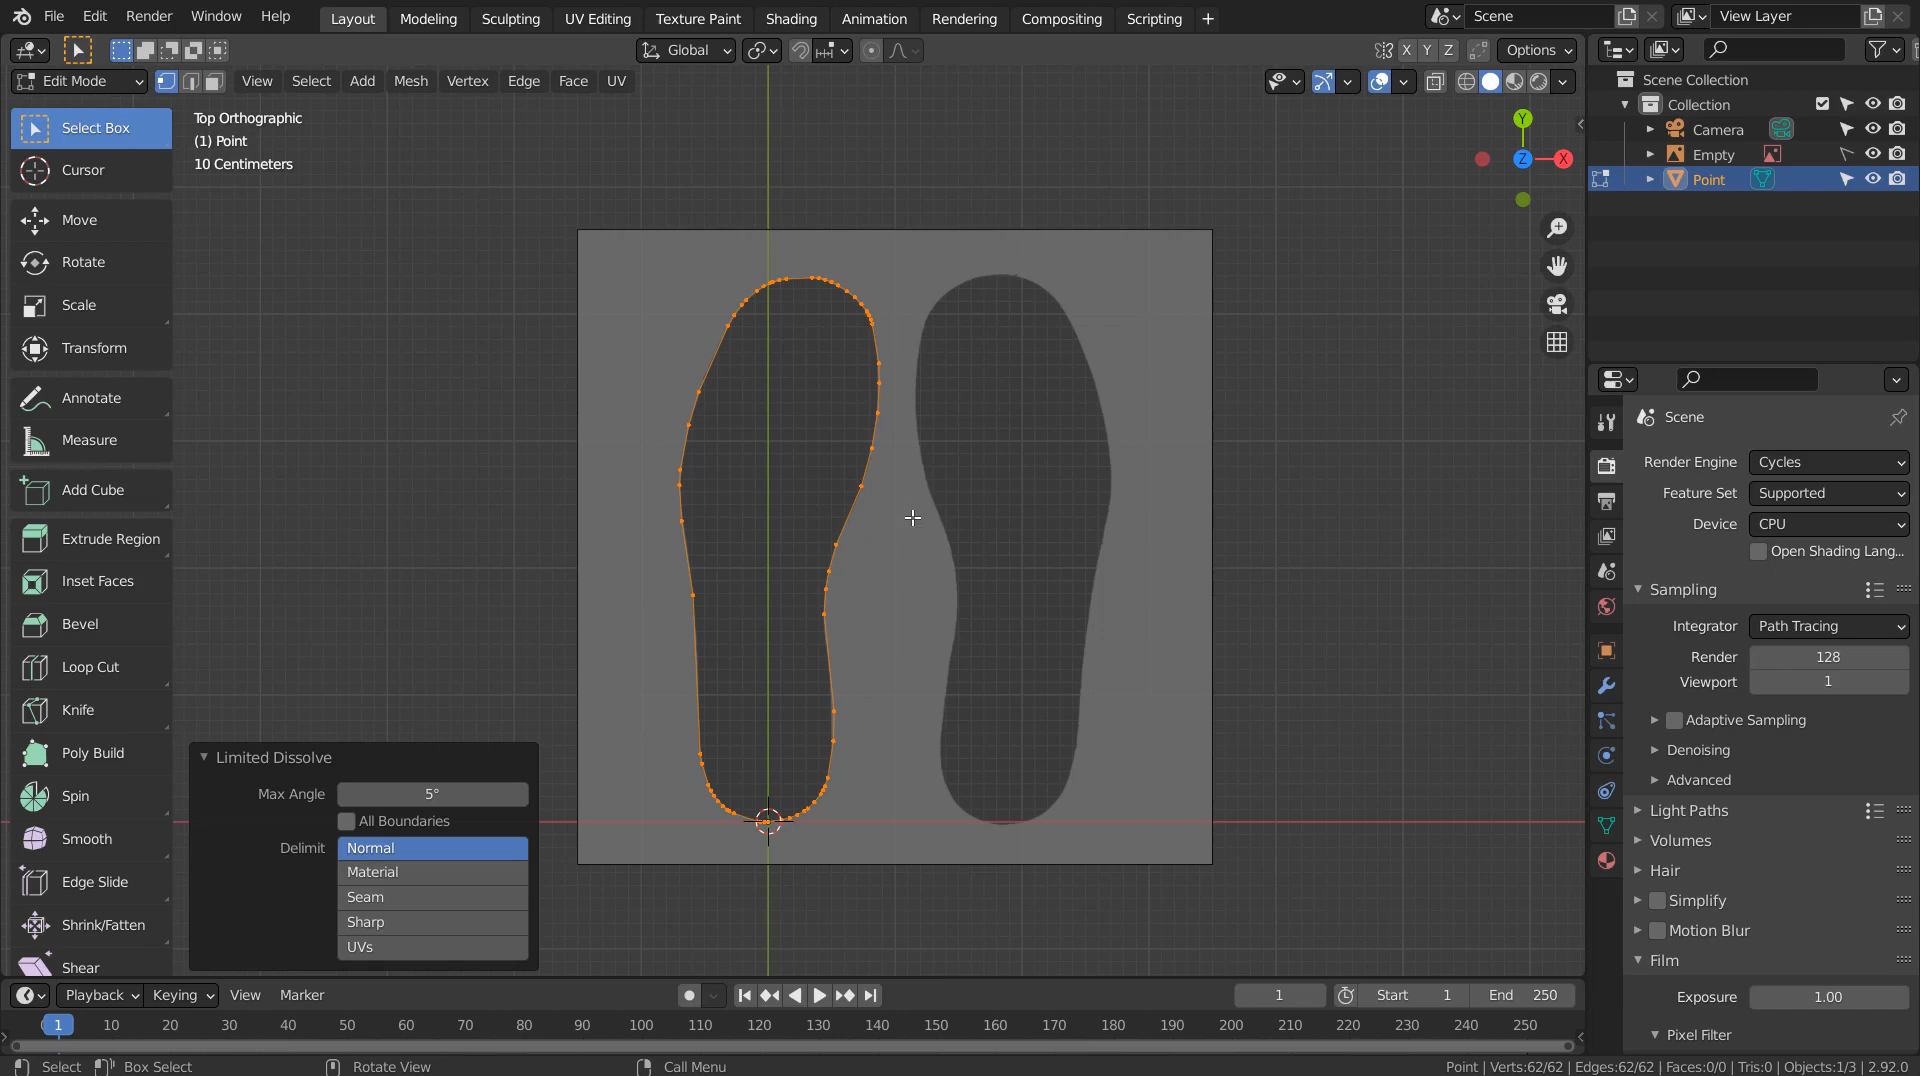 File Edit Render Window Help Layout Modeling Sculpting UV Editing Texture Paint Shading Animation Rendering Compositing Scripting + Scene View Layer
Global X Y Z Options
Edit Mode View Select Add Mesh Vertex Edge Face UV
Select Box
Cursor
Move
Rotate
Scale
Transform
Annotate
Measure
Add Cube
Extrude Region
Inset Faces
Bevel
Loop Cut
Knife
Poly Build
Spin
Smooth
Edge Slide
Shrink/Fatten
Shear
Top Orthographic
(1) Point
10 Centimeters
Y
Z
X
Limited Dissolve
Max Angle 5°
All Boundaries
Delimit Normal
Material
Seam
Sharp
UVs
Scene Collection
Collection
Camera
Empty
Point
Scene
Render Engine Cycles
Feature Set Supported
Device CPU
Open Shading Lang...
Sampling
Integrator Path Tracing
Render 128
Viewport 1
Adaptive Sampling
Denoising
Advanced
Light Paths
Volumes
Hair
Simplify
Motion Blur
Film
Exposure 1.00
Pixel Filter
Playback Keying View Marker 1 Start 1 End 250
1 10 20 30 40 50 60 70 80 90 100 110 120 130 140 150 160 170 180 190 200 210 220 230 240 250
Select Box Select Rotate View Call Menu Point | Verts:62/62 | Edges:62/62 | Faces:0/0 | Tris:0 | Objects:1/3 | 2.92.0